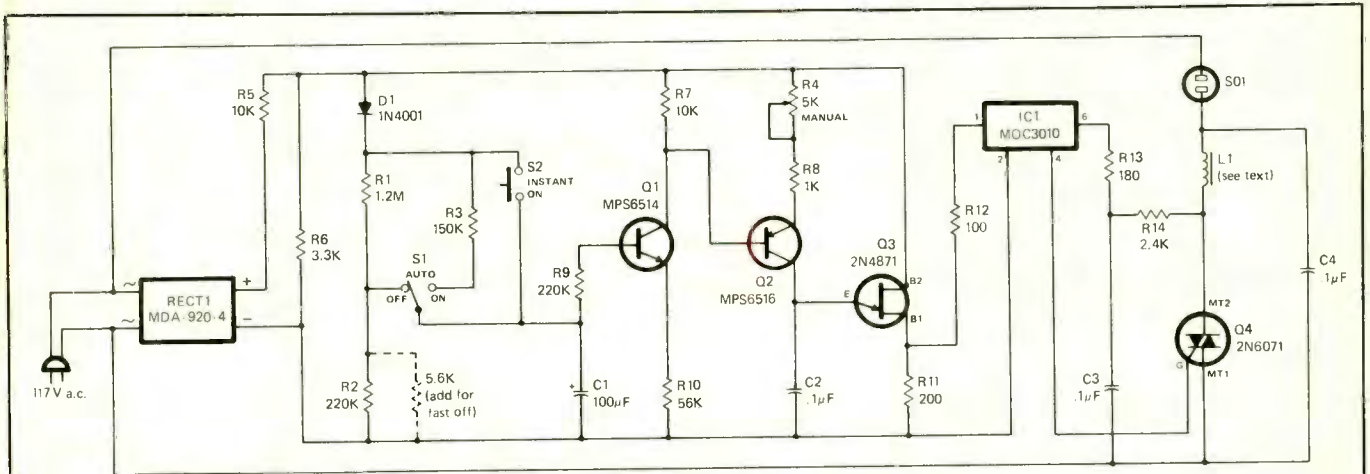 R5
10K
D1
1N4001
R7
10K
R4
5K
MANUAL
SO1
IC1
MOC3010
1
6
2
4
R1
1.2M
S2
INSTANT
ON
R3
150K
Q1
MPS6514
R8
1K
R13
180
L1
(see text)
R12
100
R14
2.4K
R6
3.3K
S1
AUTO
OFF
ON
R9
220K
Q2
MPS6516
Q3
2N4871
E
B2
B1
C4
.1μF
RECT1
MDA-920-4
~
~
+
−
MT2
Q4
2N6071
G
MT1
117V a.c.
R2
220K
5.6K
(add for
fast off)
+
C1
100μF
R10
56K
C2
.1μF
R11
200
C3
.1μF